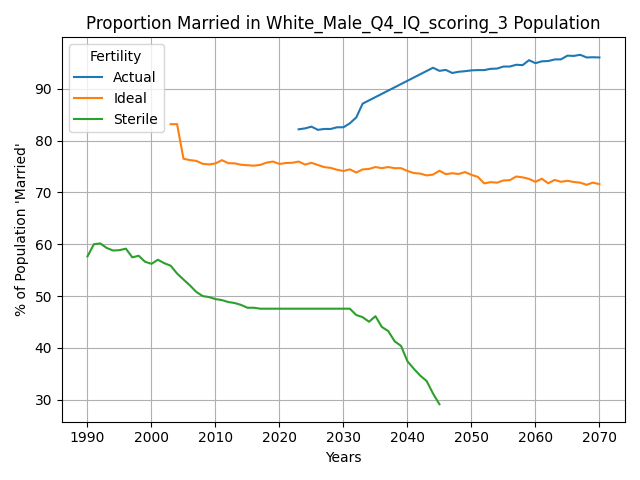 Proportion Married in White_Male_Q4_IQ_scoring_3 Population
Fertility
Actual
Ideal
Sterile
% of Population 'Married'
90
80
70
60
50
40
30
1990 2000 2010 2020 2030 2040 2050 2060 2070
Years